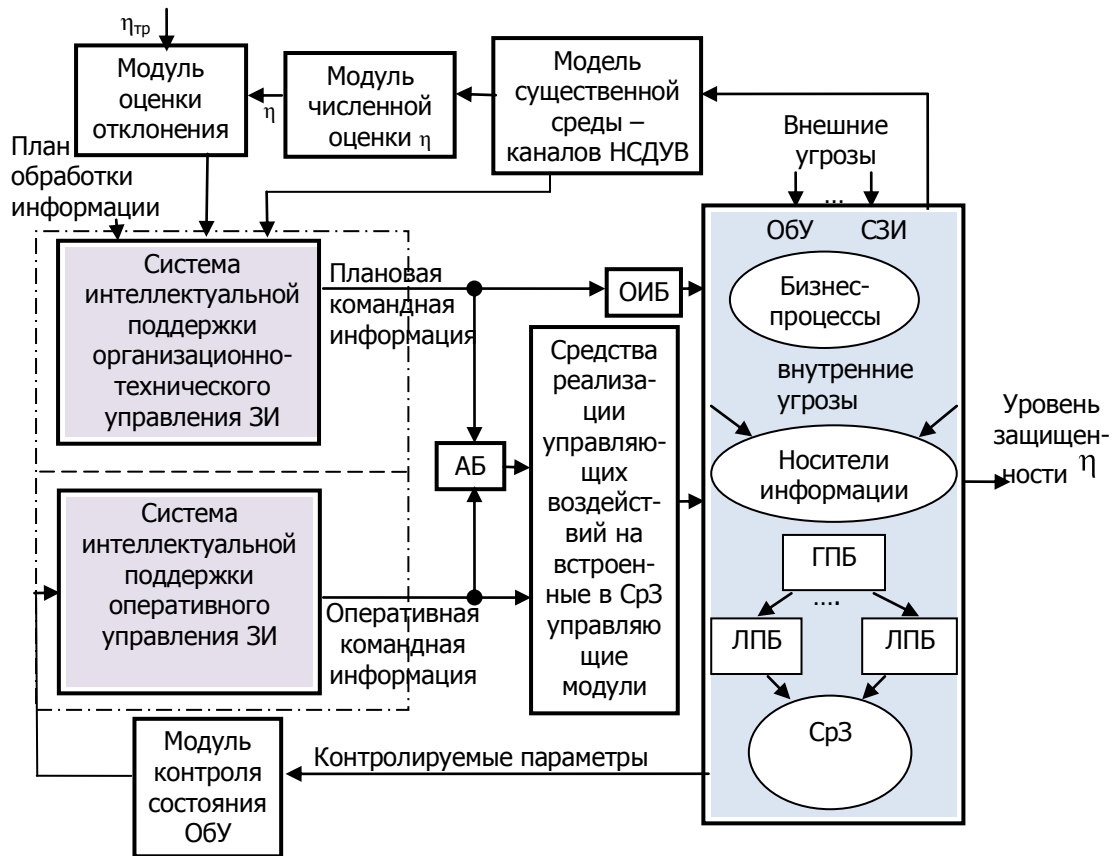 ηтр
Модуль
оценки
отклонения
η
Модуль
численной
оценки η
Модель
существенной
среды –
каналов НСДУВ
Внешние
угрозы
...
План
обработки
информации
ОбУ СЗИ
Система
интеллектуальной
поддержки
организационно-
технического
управления ЗИ
Плановая
командная
информация
ОИБ
Бизнес-
процессы
Средства
реализа-
ции
управляю-
щих
воздейст-
вий на
встроен-
ные в СрЗ
управляю
щие
модули
внутренние
угрозы
АБ
Носители
информации
Уровень
защищен-
ности η
Система
интеллектуальной
поддержки
оперативного
управления ЗИ
Оперативная
командная
информация
ГПБ
....
ЛПБ ЛПБ
СрЗ
Модуль
контроля
состояния
ОбУ
Контролируемые параметры